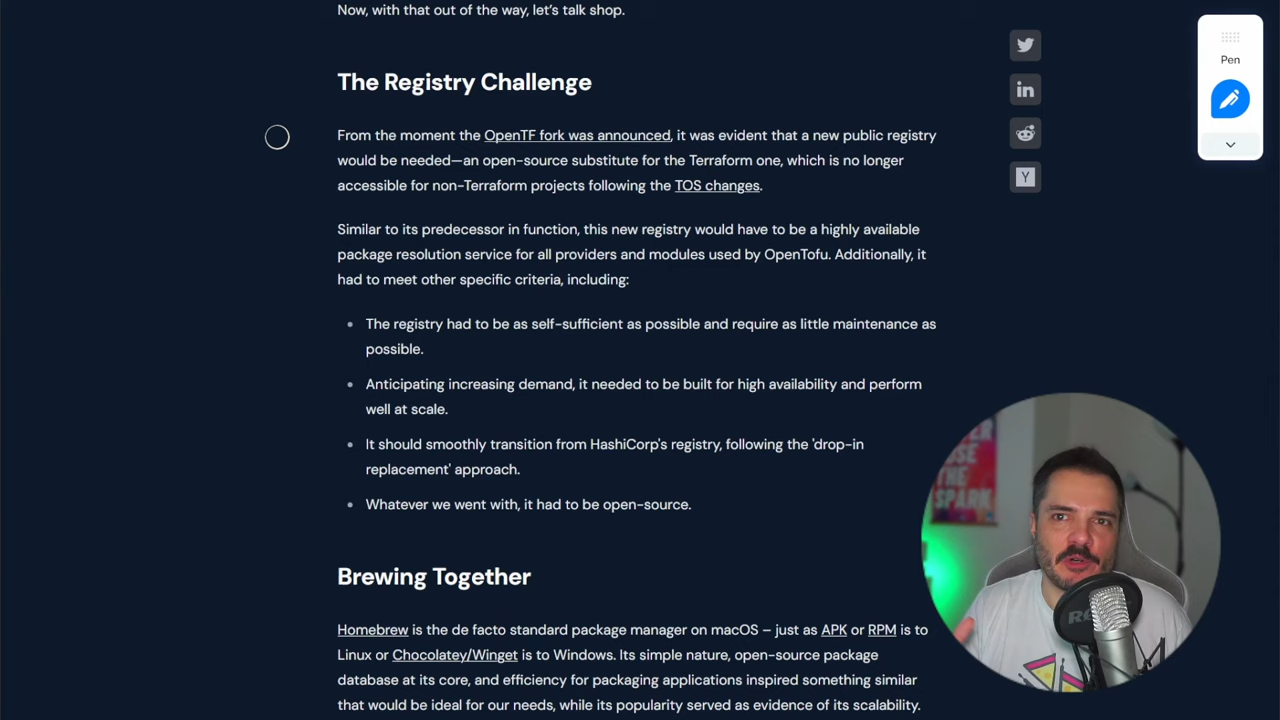 Now, with that out of the way, let’s talk shop.
The Registry Challenge
From the moment the OpenTF fork was announced, it was evident that a new public registry
would be needed—an open-source substitute for the Terraform one, which is no longer
accessible for non-Terraform projects following the TOS changes.
Similar to its predecessor in function, this new registry would have to be a highly available
package resolution service for all providers and modules used by OpenTofu. Additionally, it
had to meet other specific criteria, including:
The registry had to be as self-sufficient as possible and require as little maintenance as
possible.
Anticipating increasing demand, it needed to be built for high availability and perform
well at scale.
It should smoothly transition from HashiCorp's registry, following the 'drop-in
replacement' approach.
Whatever we went with, it had to be open-source.
Brewing Together
Homebrew is the de facto standard package manager on macOS – just as APK or RPM is to
Linux or Chocolatey/Winget is to Windows. Its simple nature, open-source package
database at its core, and efficiency for packaging applications inspired something similar
that would be ideal for our needs, while its popularity served as evidence of its scalability.
Pen
in
Y
THE
SPARK